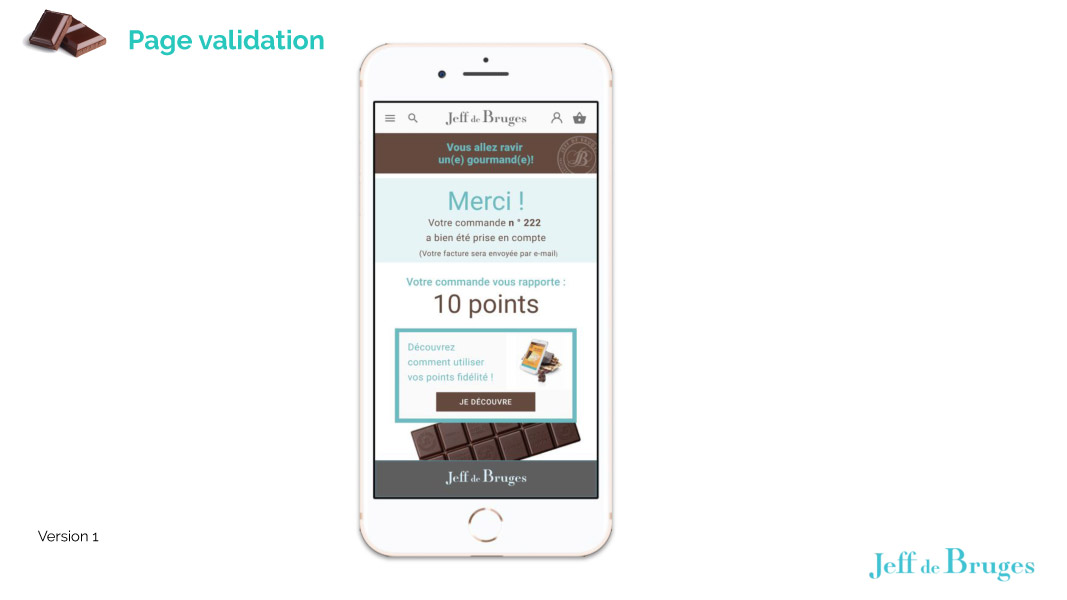 Page validation
Jeff de Bruges
Vous allez ravir
un(e) gourmand(e)!
Merci !
Votre commande n ° 222
a bien été prise en compte
(Votre facture sera envoyée par e-mail)
Votre commande vous rapporte :
10 points
Découvrez
comment utiliser
vos points fidélité !
JE DÉCOUVRE
Jeff de Bruges
Version 1
Jeff de Bruges